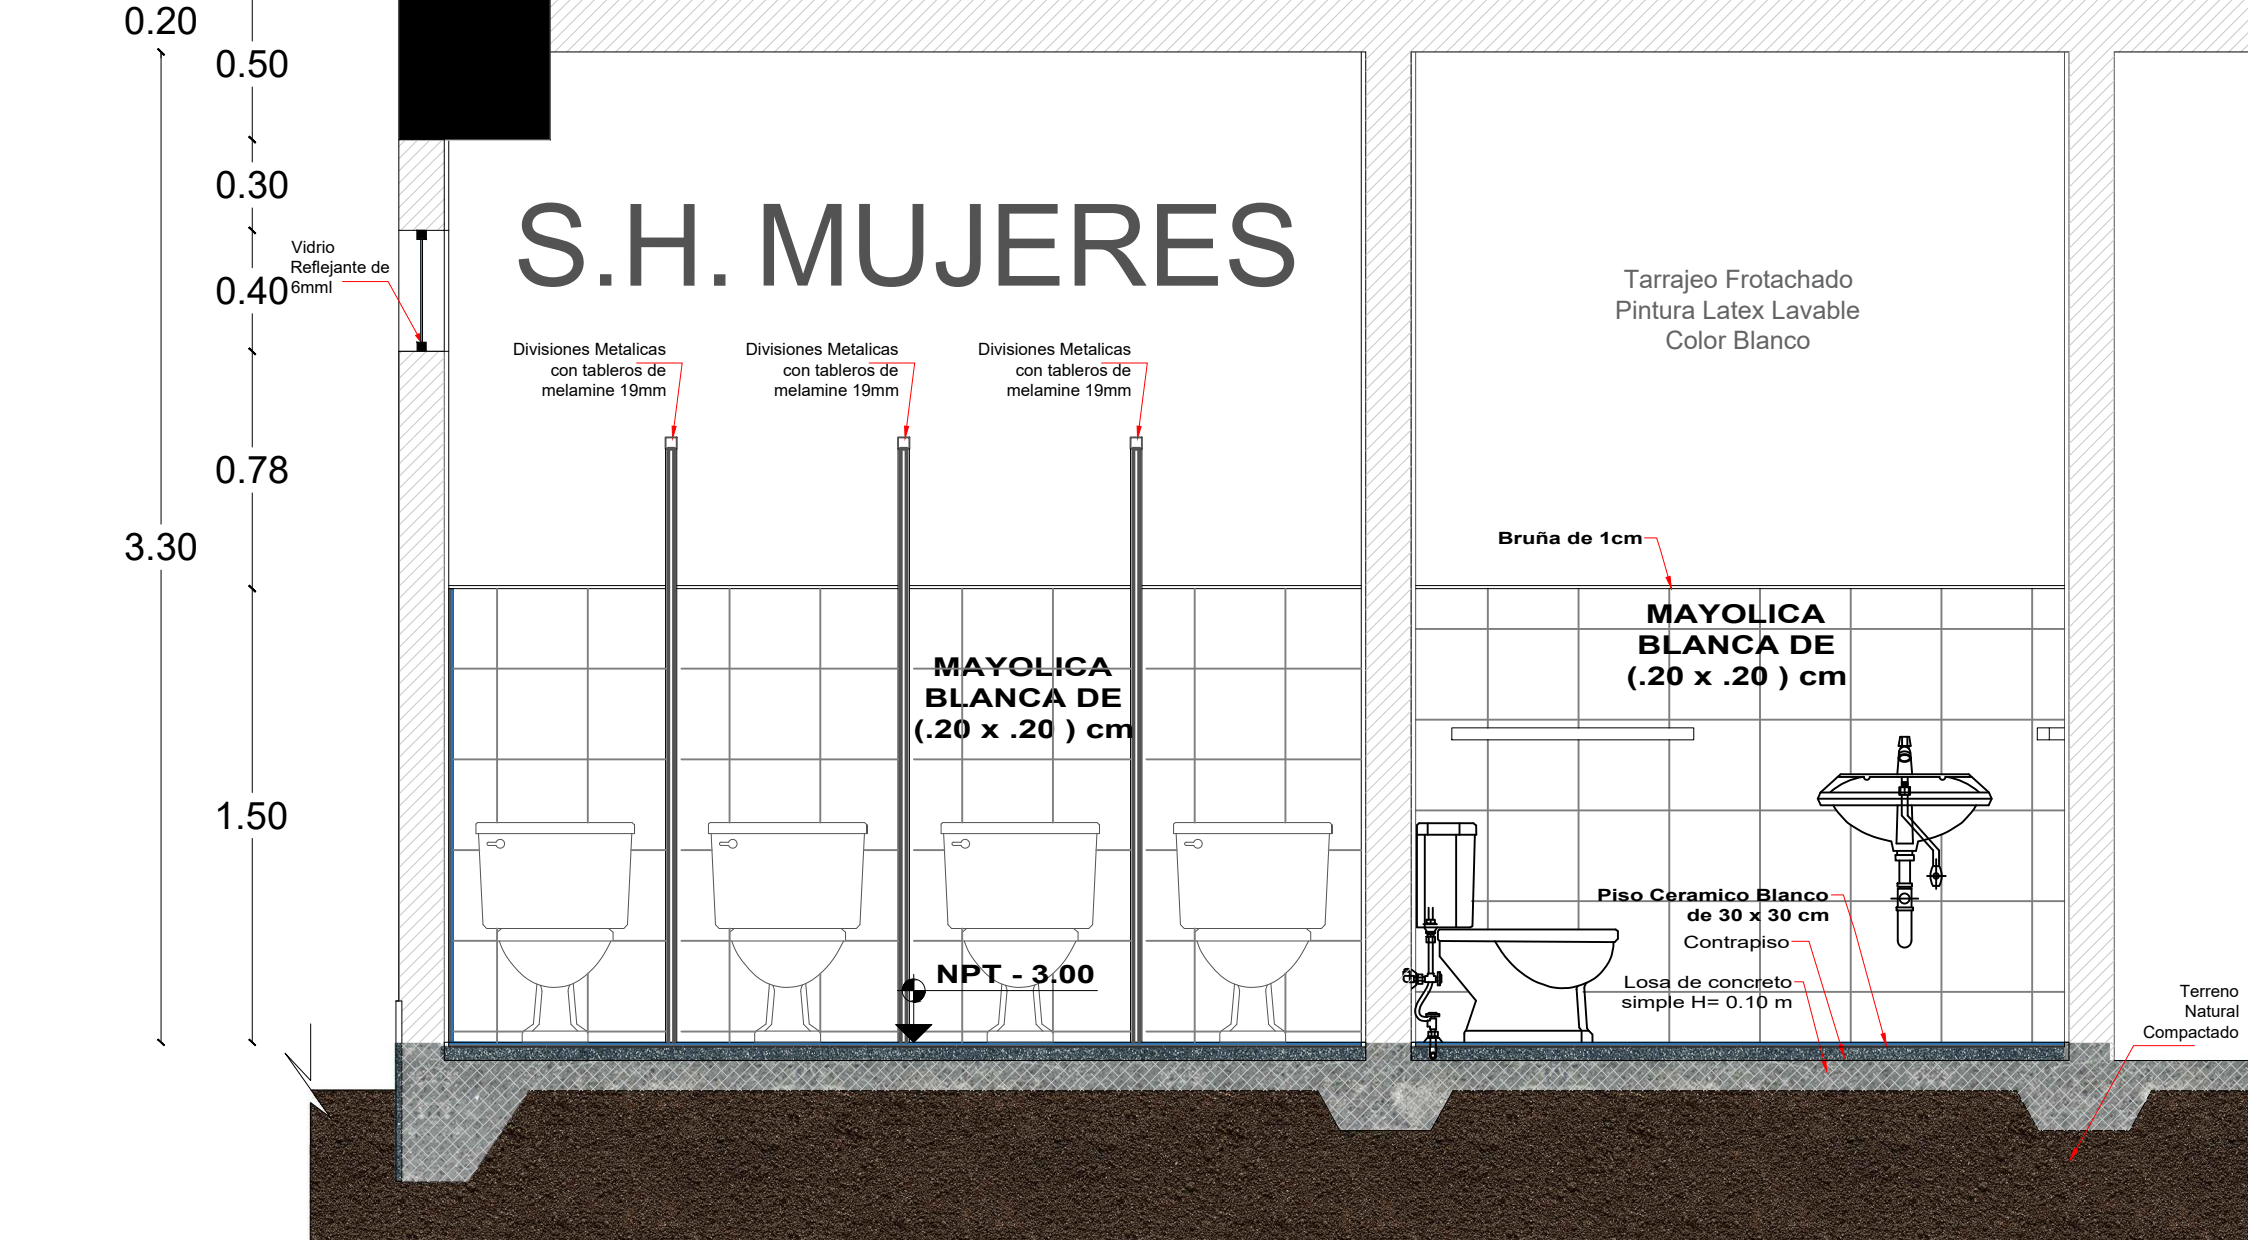 0.20
0.50
0.30
0.40
0.78
3.30
1.50
Vidrio
Reflejante de
6mml
S.H. MUJERES
Divisiones Metalicas
con tableros de
melamine 19mm
Divisiones Metalicas
con tableros de
melamine 19mm
Divisiones Metalicas
con tableros de
melamine 19mm
Tarrajeo Frotachado
Pintura Latex Lavable
Color Blanco
Bruña de 1cm
MAYOLICA
BLANCA DE
(.20 x .20 ) cm
MAYOLICA
BLANCA DE
(.20 x .20 ) cm
NPT - 3.00
Piso Ceramico Blanco
de 30 x 30 cm
Contrapiso
Losa de concreto
simple H= 0.10 m
Terreno
Natural
Compactado